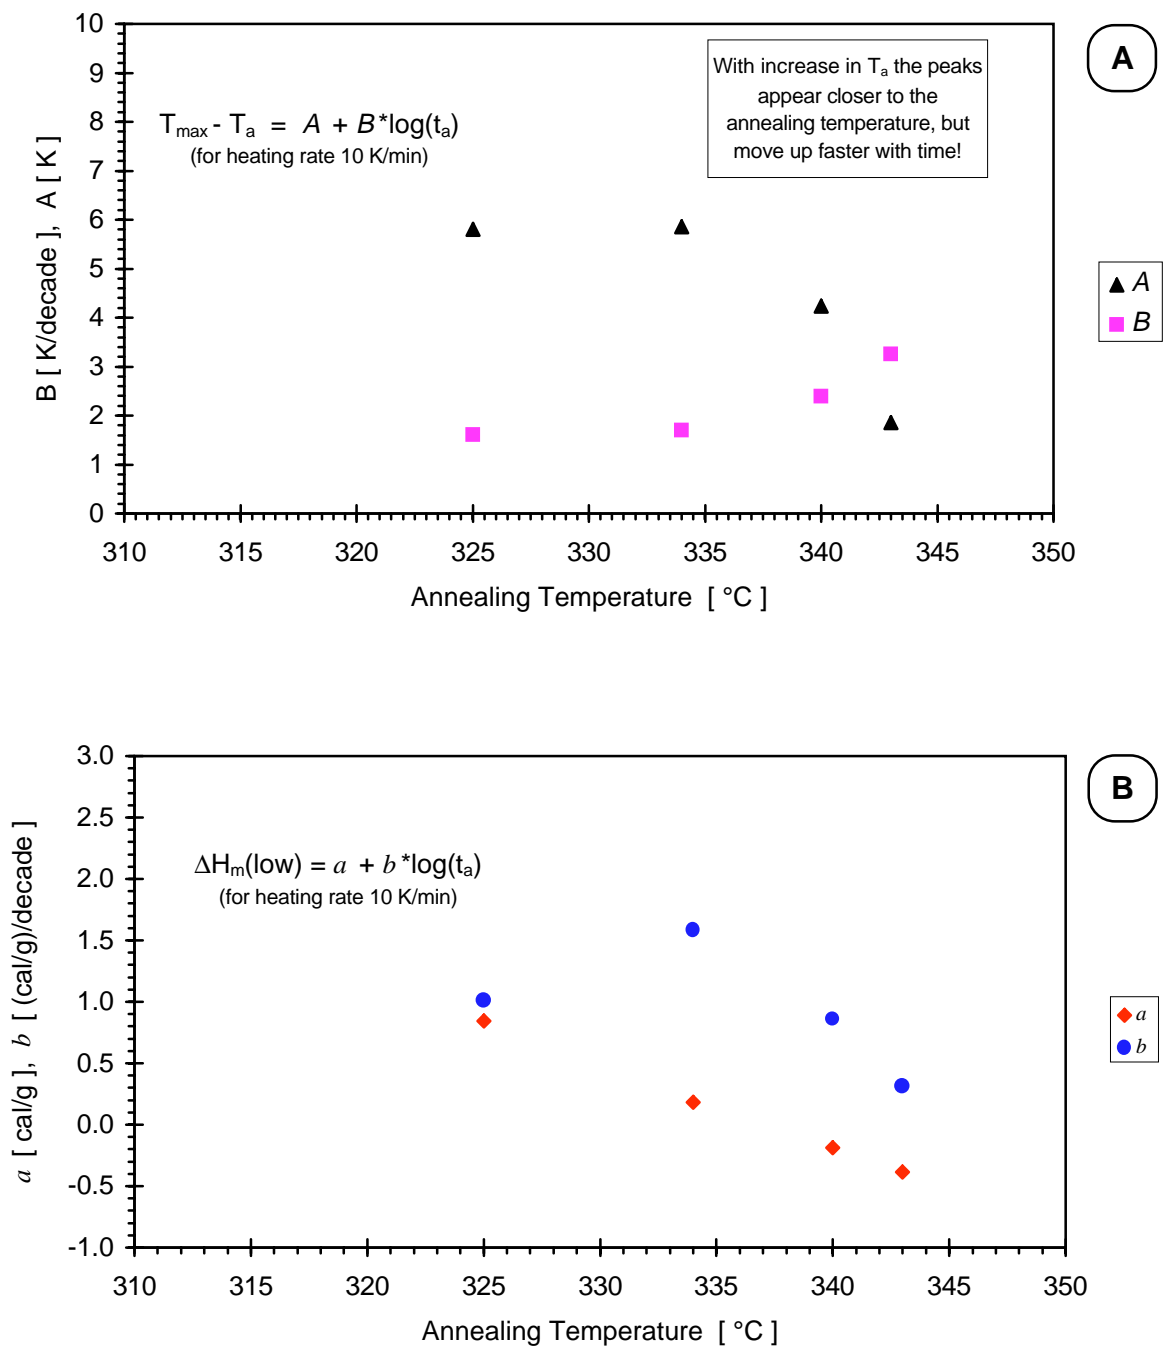 A
With increase in Ta the peaks
appear closer to the
annealing temperature, but
move up faster with time!
Tmax - Ta = A + B*log(ta)
(for heating rate 10 K/min)
B [ K/decade ], A [ K ]
10
9
8
7
6
5
4
3
2
1
0
310 315 320 325 330 335 340 345 350
Annealing Temperature [ °C ]
A
B
B
ΔHm(low) = a + b*log(ta)
(for heating rate 10 K/min)
a [ cal/g ], b [ (cal/g)/decade ]
3.0
2.5
2.0
1.5
1.0
0.5
0.0
-0.5
-1.0
310 315 320 325 330 335 340 345 350
Annealing Temperature [ °C ]
a
b